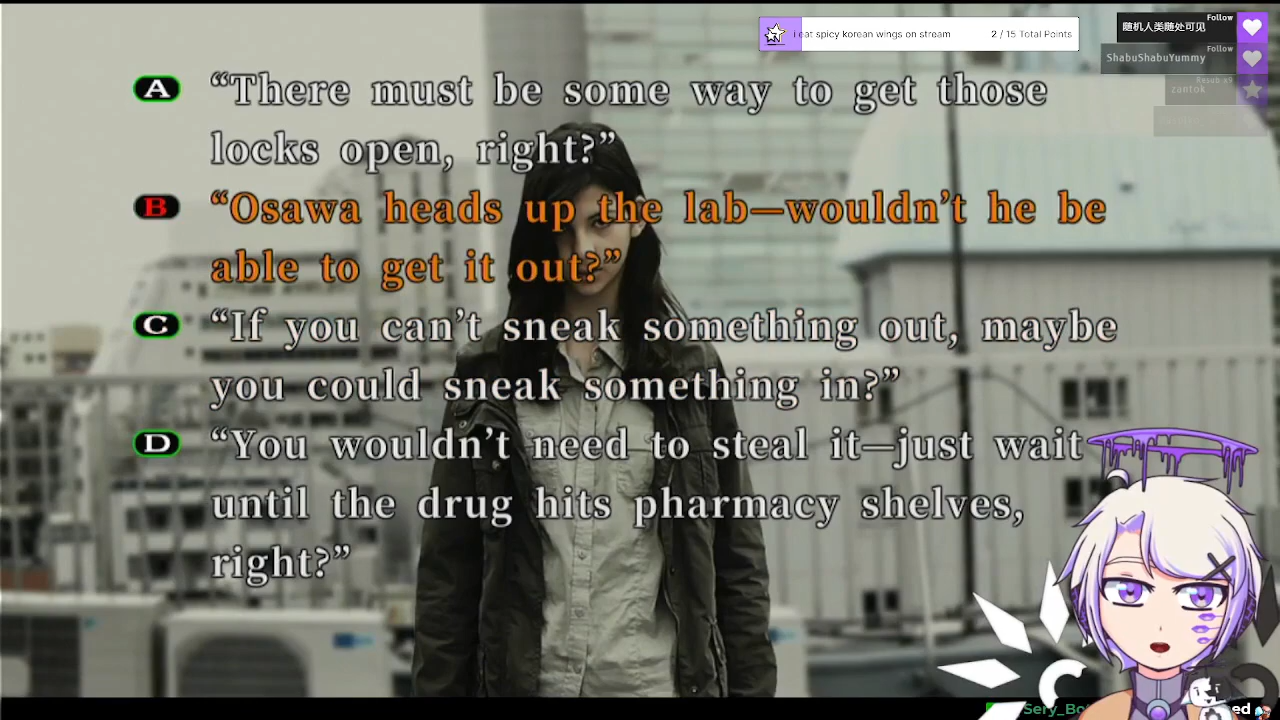 i eat spicy korean wings on stream
2 / 15 Total Points
Follow
随机人类随处可见
Follow
ShabuShabuYummy
Resub x9
zantok
A
“There must be some way to get those
locks open, right?”
B
“Osawa heads up the lab—wouldn’t he be
able to get it out?”
C
“If you can’t sneak something out, maybe
you could sneak something in?”
D
“You wouldn’t need to steal it—just wait
until the drug hits pharmacy shelves,
right?”